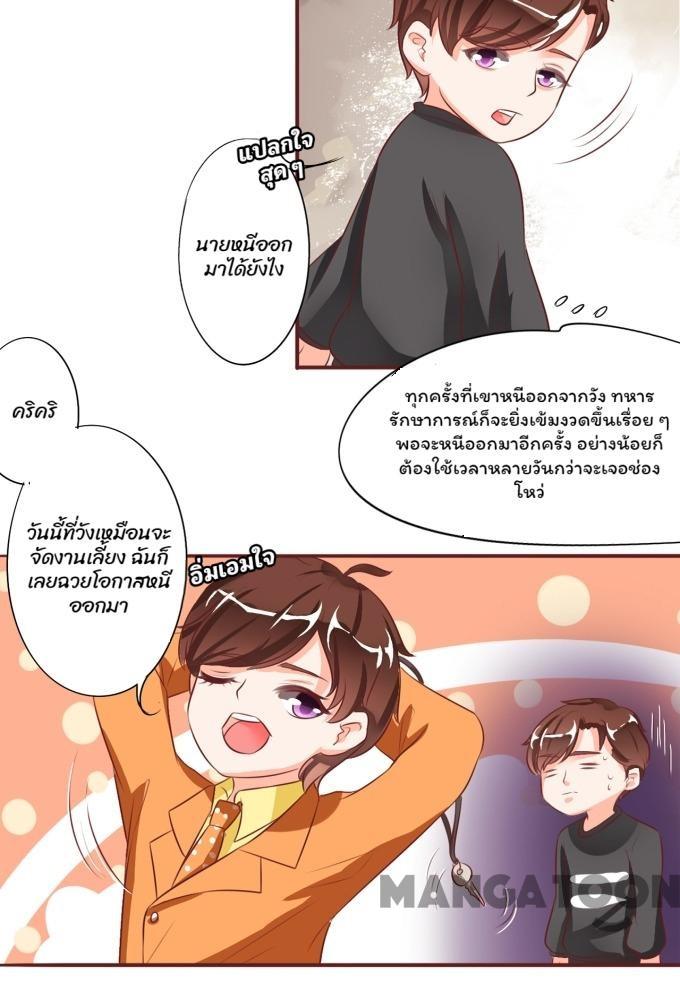 แปลกใจ
สุดๆ
นายหนีออก
มาได้ยังไง
ทุกครั้งที่เขาหนีออกจากวัง ทหาร
รักษาการณ์ก็จะยิ่งเข้มงวดขึ้นเรื่อย ๆ
พอจะหนีออกมาอีกครั้ง อย่างน้อยก็
ต้องใช้เวลาหลายวันกว่าจะเจอช่อง
โหว่
คริคริ
วันนี้ที่วังเหมือนจะ
จัดงานเลี้ยง ฉันก็
เลยฉวยโอกาสหนี
ออกมา
อิ่มเอมใจ
MANGATOON